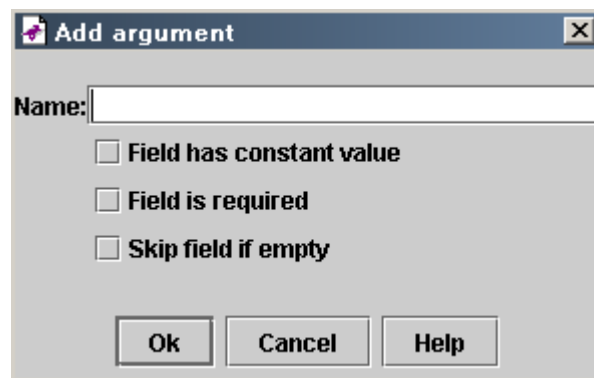 Add argument
Name:
Field has constant value
Field is required
Skip field if empty
Ok Cancel Help